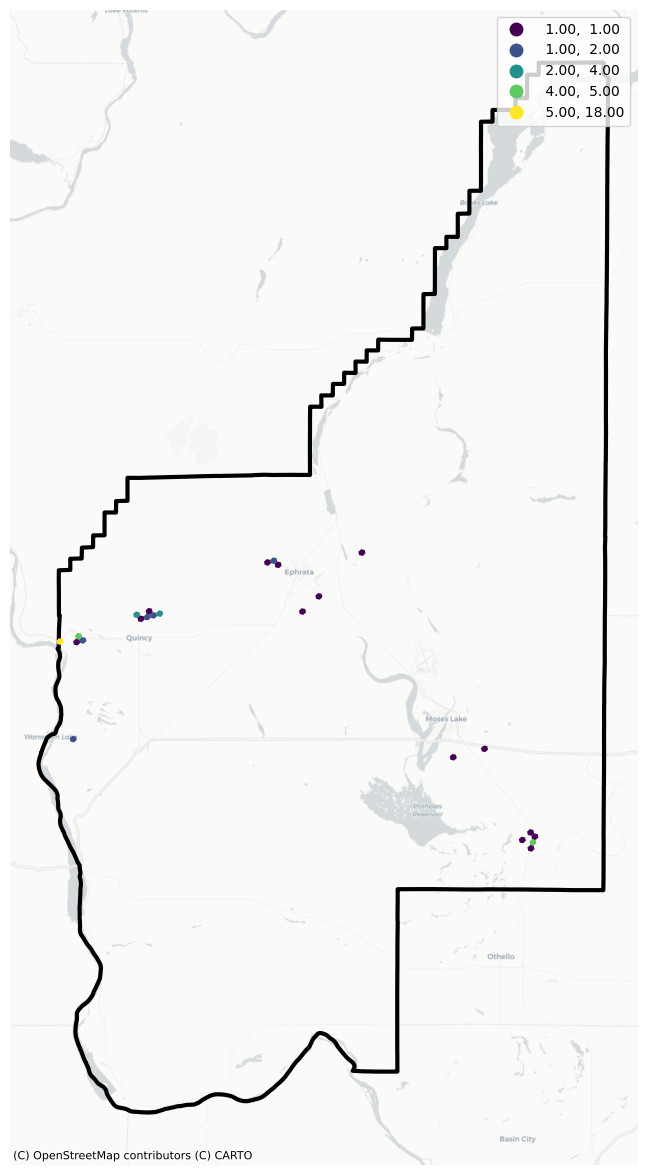 Lake Entiat
1.00, 1.00
1.00, 2.00
2.00, 4.00
4.00, 5.00
5.00, 18.00
Banks Lake
Ephrata
Quincy
Moses Lake
Wanapum Lake
Potholes
Reservoir
Othello
Basin City
(C) OpenStreetMap contributors (C) CARTO